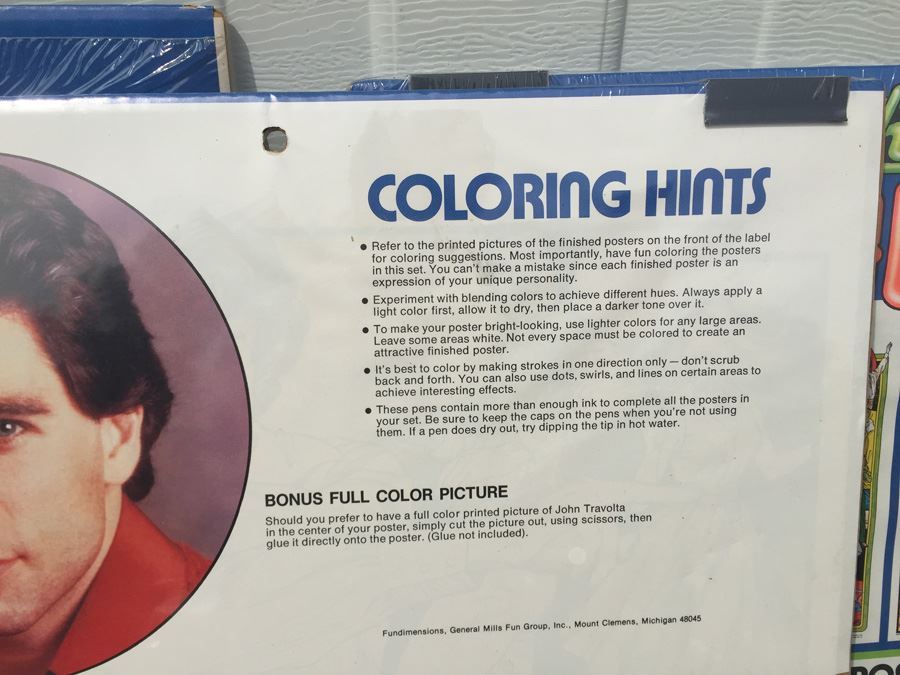 COLORING HINTS
● Refer to the printed pictures of the finished posters on the front of the label
for coloring suggestions. Most importantly, have fun coloring the posters
in this set. You can't make a mistake since each finished poster is an
expression of your unique personality.
● Experiment with blending colors to achieve different hues. Always apply a
light color first, allow it to dry, then place a darker tone over it.
● To make your poster bright-looking, use lighter colors for any large areas.
Leave some areas white. Not every space must be colored to create an
attractive finished poster.
● It's best to color by making strokes in one direction only — don't scrub
back and forth. You can also use dots, swirls, and lines on certain areas to
achieve interesting effects.
● These pens contain more than enough ink to complete all the posters in
your set. Be sure to keep the caps on the pens when you're not using
them. If a pen does dry out, try dipping the tip in hot water.
BONUS FULL COLOR PICTURE
Should you prefer to have a full color printed picture of John Travolta
in the center of your poster, simply cut the picture out, using scissors, then
glue it directly onto the poster. (Glue not included).
Fundimensions, General Mills Fun Group, Inc., Mount Clemens, Michigan 48045